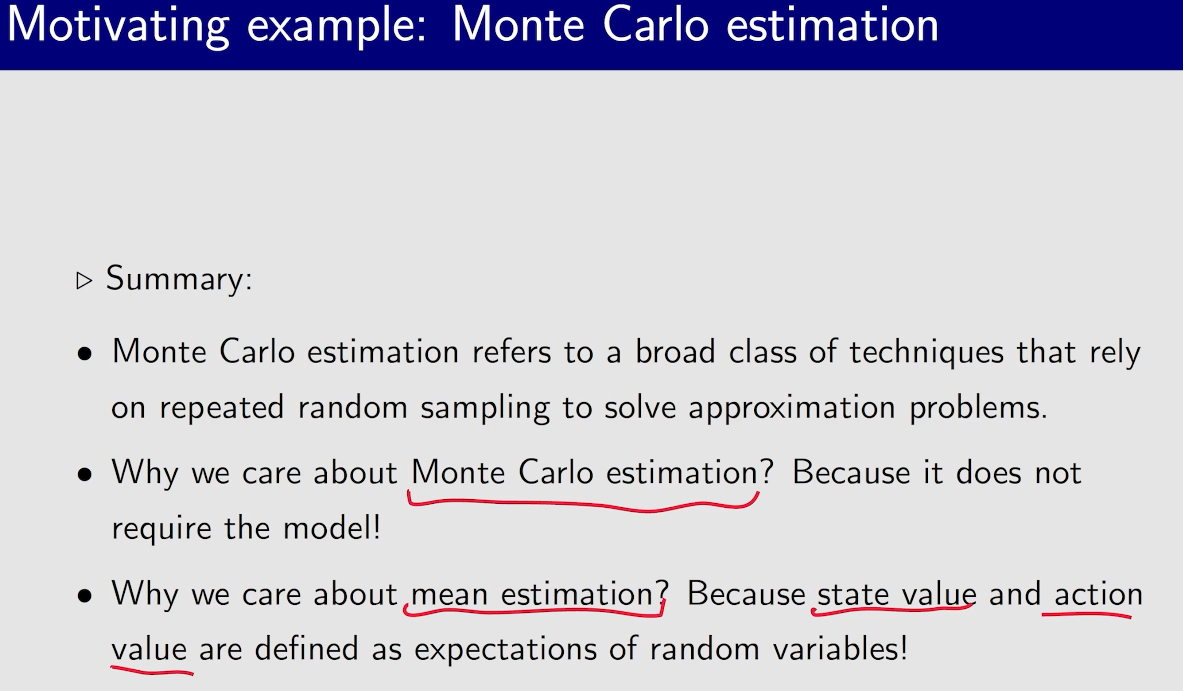 Motivating example: Monte Carlo estimation
▷ Summary:
• Monte Carlo estimation refers to a broad class of techniques that rely
on repeated random sampling to solve approximation problems.
• Why we care about Monte Carlo estimation? Because it does not
require the model!
• Why we care about mean estimation? Because state value and action
value are defined as expectations of random variables!